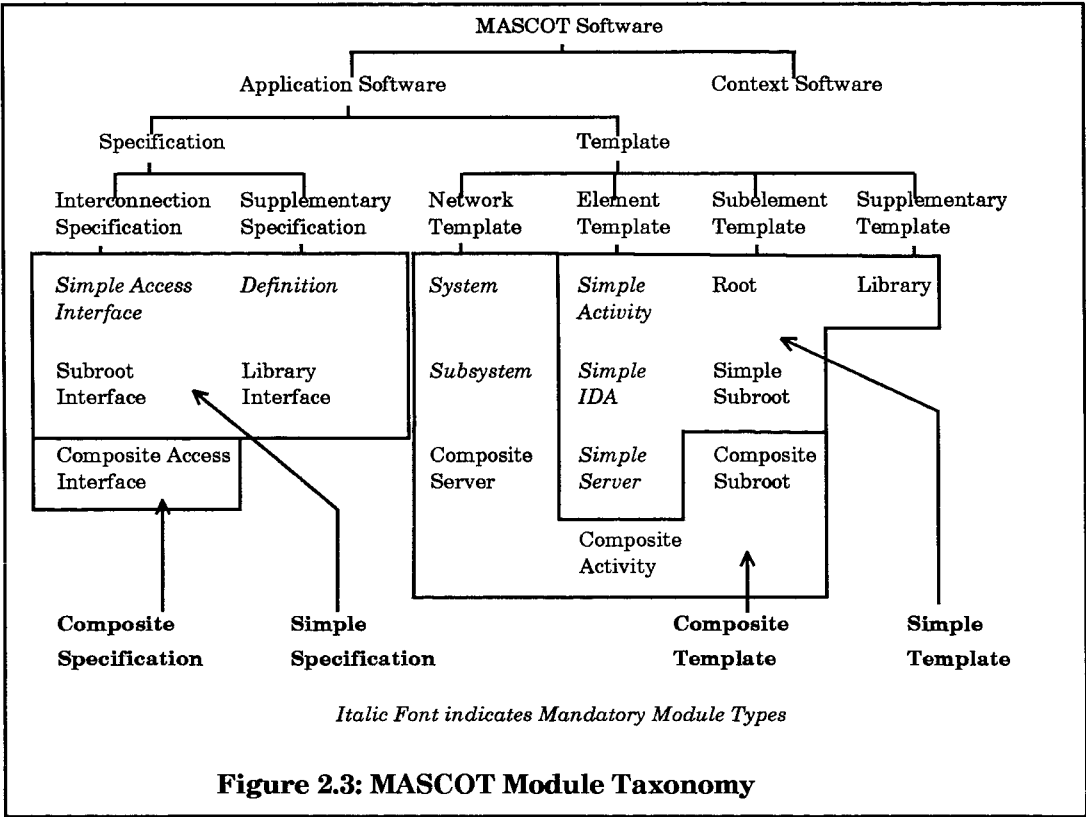 MASCOT Software
Application Software
Context Software
Specification
Template
Interconnection Specification
Supplementary Specification
Network Template
Element Template
Subelement Template
Supplementary Template
Simple Access Interface
Definition
System
Simple Activity
Root
Library
Subroot Interface
Library Interface
Subsystem
Simple IDA
Simple Subroot
Composite Access Interface
Composite Server
Simple Server
Composite Subroot
Composite Activity
Composite Specification
Simple Specification
Composite Template
Simple Template
Italic Font indicates Mandatory Module Types
Figure 2.3: MASCOT Module Taxonomy